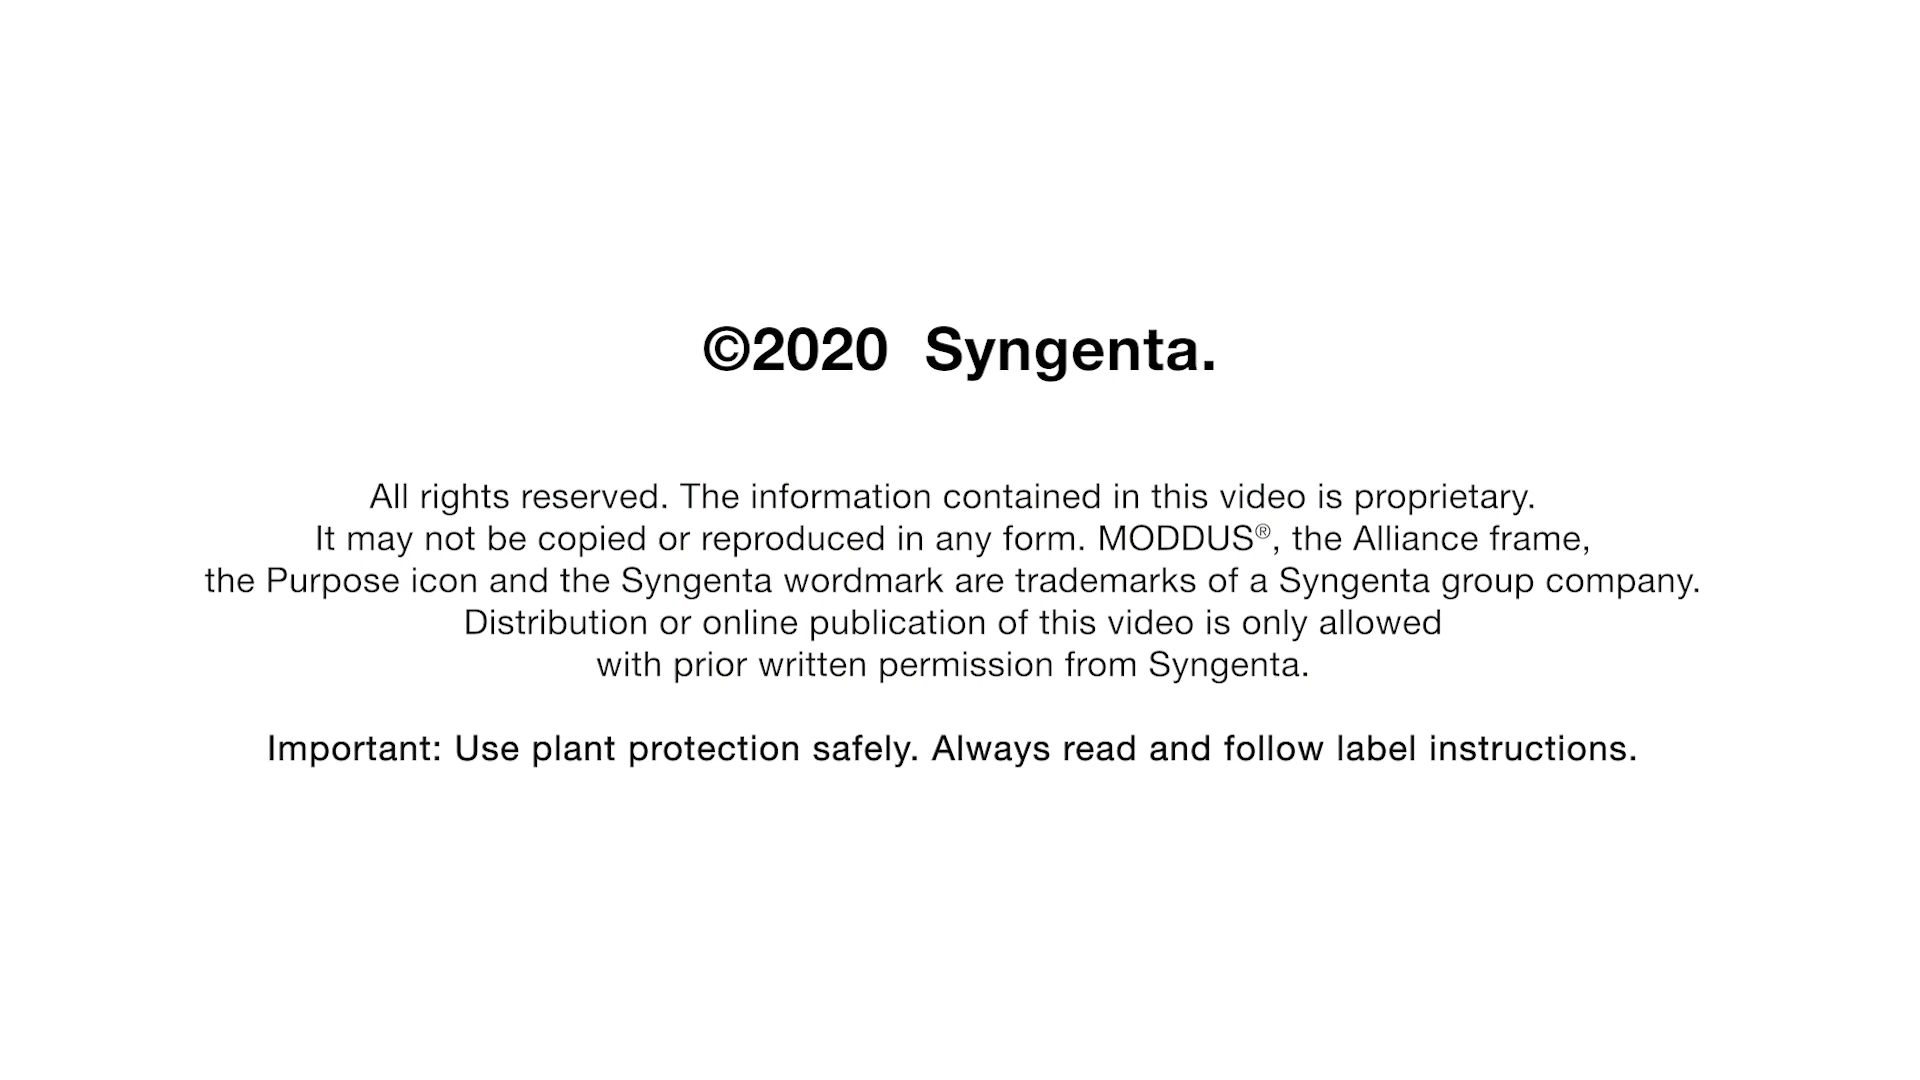 ©2020 Syngenta.
All rights reserved. The information contained in this video is proprietary.
It may not be copied or reproduced in any form. MODDUS®, the Alliance frame,
the Purpose icon and the Syngenta wordmark are trademarks of a Syngenta group company.
Distribution or online publication of this video is only allowed
with prior written permission from Syngenta.
Important: Use plant protection safely. Always read and follow label instructions.